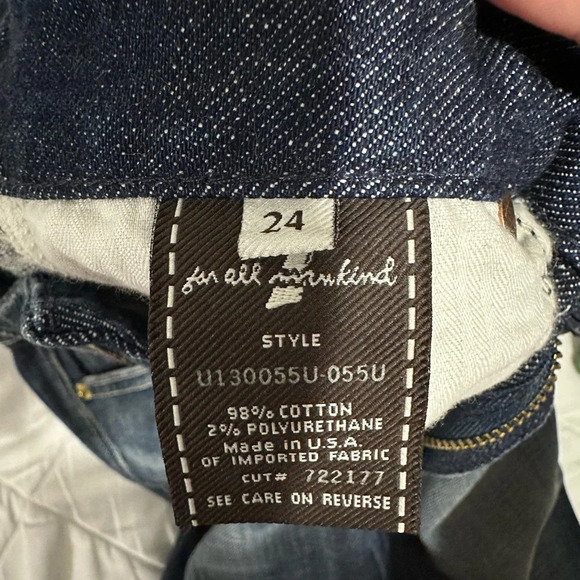 24
for all mankind
STYLE
U130055U-055U
98% COTTON
2% POLYURETHANE
Made in U.S.A.
OF IMPORTED FABRIC
CUT# 722177
SEE CARE ON REVERSE